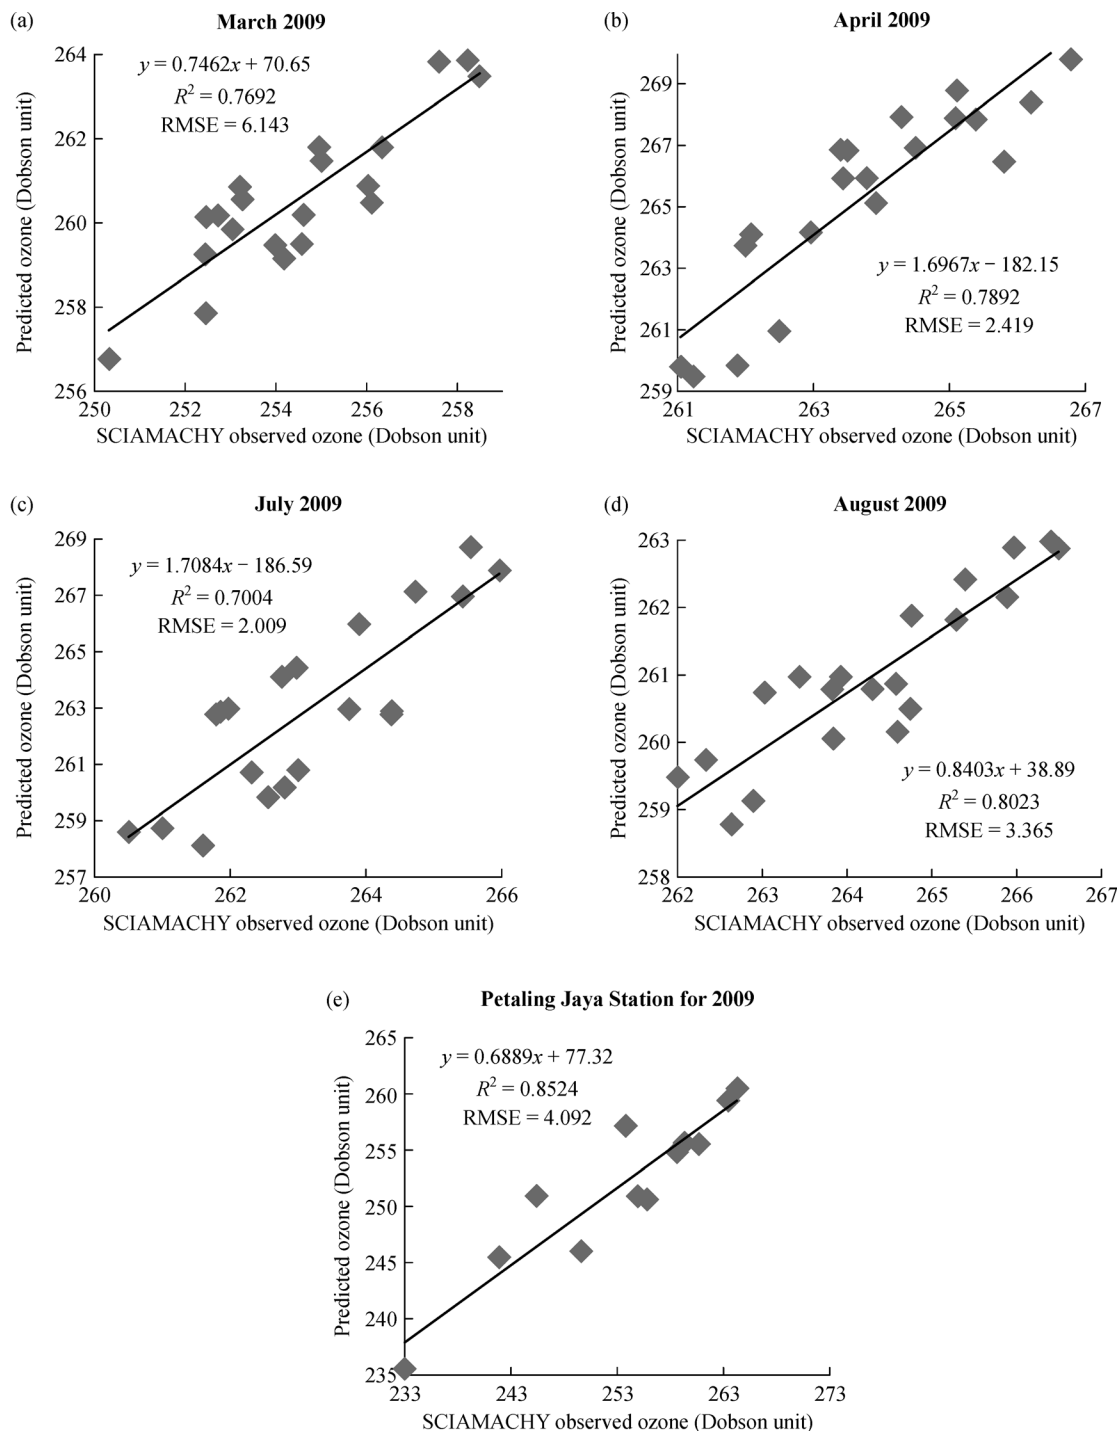 (a)
March 2009
y = 0.7462x + 70.65
R² = 0.7692
RMSE = 6.143
264
262
260
258
256
250 252 254 256 258
Predicted ozone (Dobson unit)
SCIAMACHY observed ozone (Dobson unit)
(b)
April 2009
y = 1.6967x − 182.15
R² = 0.7892
RMSE = 2.419
269
267
265
263
261
259
261 263 265 267
Predicted ozone (Dobson unit)
SCIAMACHY observed ozone (Dobson unit)
(c)
July 2009
y = 1.7084x − 186.59
R² = 0.7004
RMSE = 2.009
269
267
265
263
261
259
257
260 262 264 266
Predicted ozone (Dobson unit)
SCIAMACHY observed ozone (Dobson unit)
(d)
August 2009
y = 0.8403x + 38.89
R² = 0.8023
RMSE = 3.365
263
262
261
260
259
258
262 263 264 265 266 267
Predicted ozone (Dobson unit)
SCIAMACHY observed ozone (Dobson unit)
(e)
Petaling Jaya Station for 2009
y = 0.6889x + 77.32
R² = 0.8524
RMSE = 4.092
265
260
255
250
245
240
235
233 243 253 263 273
Predicted ozone (Dobson unit)
SCIAMACHY observed ozone (Dobson unit)